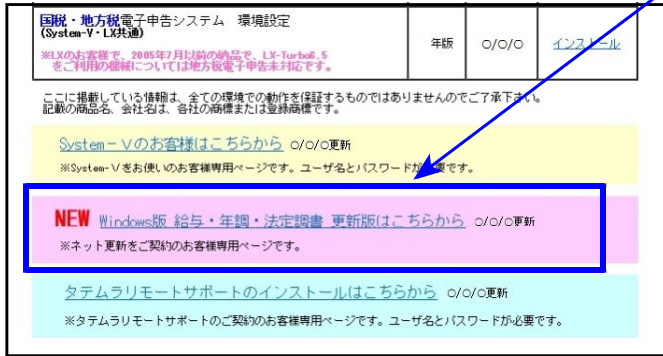 国税・地方税電子申告システム 環境設定
(System-V・LX共通)
※LXのお客様で、2005年7月以前の納品で、LX-Turbo6.5
をご利用の機械については地方税電子申告未対応です。
年版
○/○/○
インストール
ここに掲載している情報は、全ての環境での動作を保証するものではありませんのでご了承下さい。
記載の商品名、会社名は、各社の商標または登録商標です。
System-Vのお客様はこちらから ○/○/○更新
※System-Vをお使いのお客様専用ページです。ユーザ名とパスワードが必要です。
NEW Windows版 給与・年調・法定調書 更新版はこちらから ○/○/○更新
※ネット更新をご契約のお客様専用ページです。
タテムラリモートサポートのインストールはこちらから ○/○/○更新
※タテムラリモートサポートのご契約のお客様専用ページです。ユーザ名とパスワードが必要です。